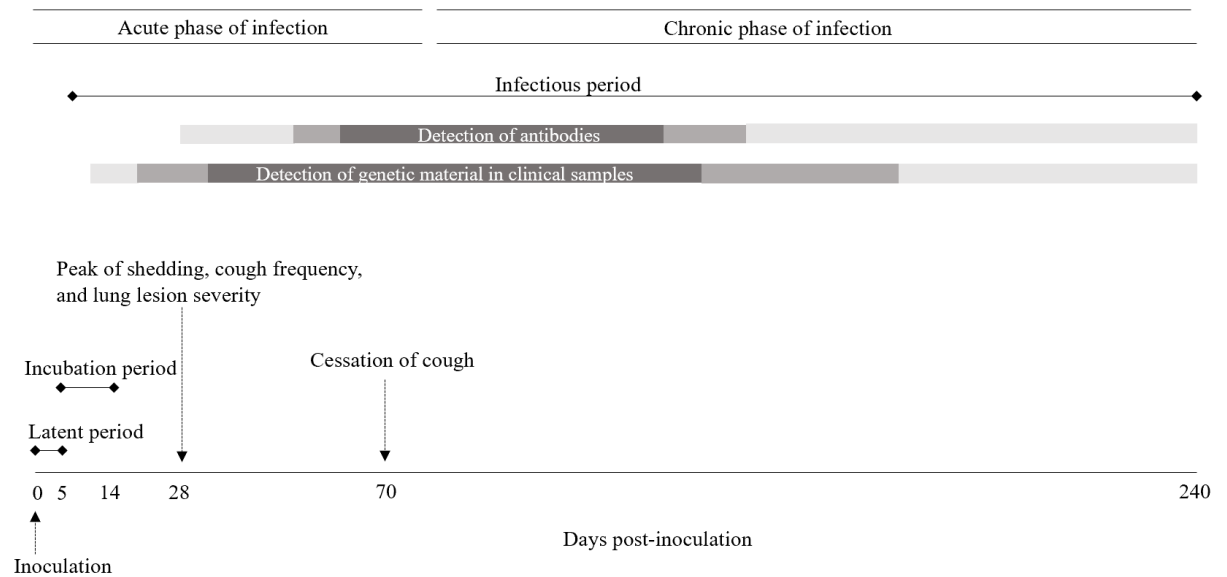 Acute phase of infection
Chronic phase of infection
Infectious period
Detection of antibodies
Detection of genetic material in clinical samples
Peak of shedding, cough frequency,
and lung lesion severity
Cessation of cough
Incubation period
Latent period
0 5 14 28 70 240
Days post-inoculation
Inoculation